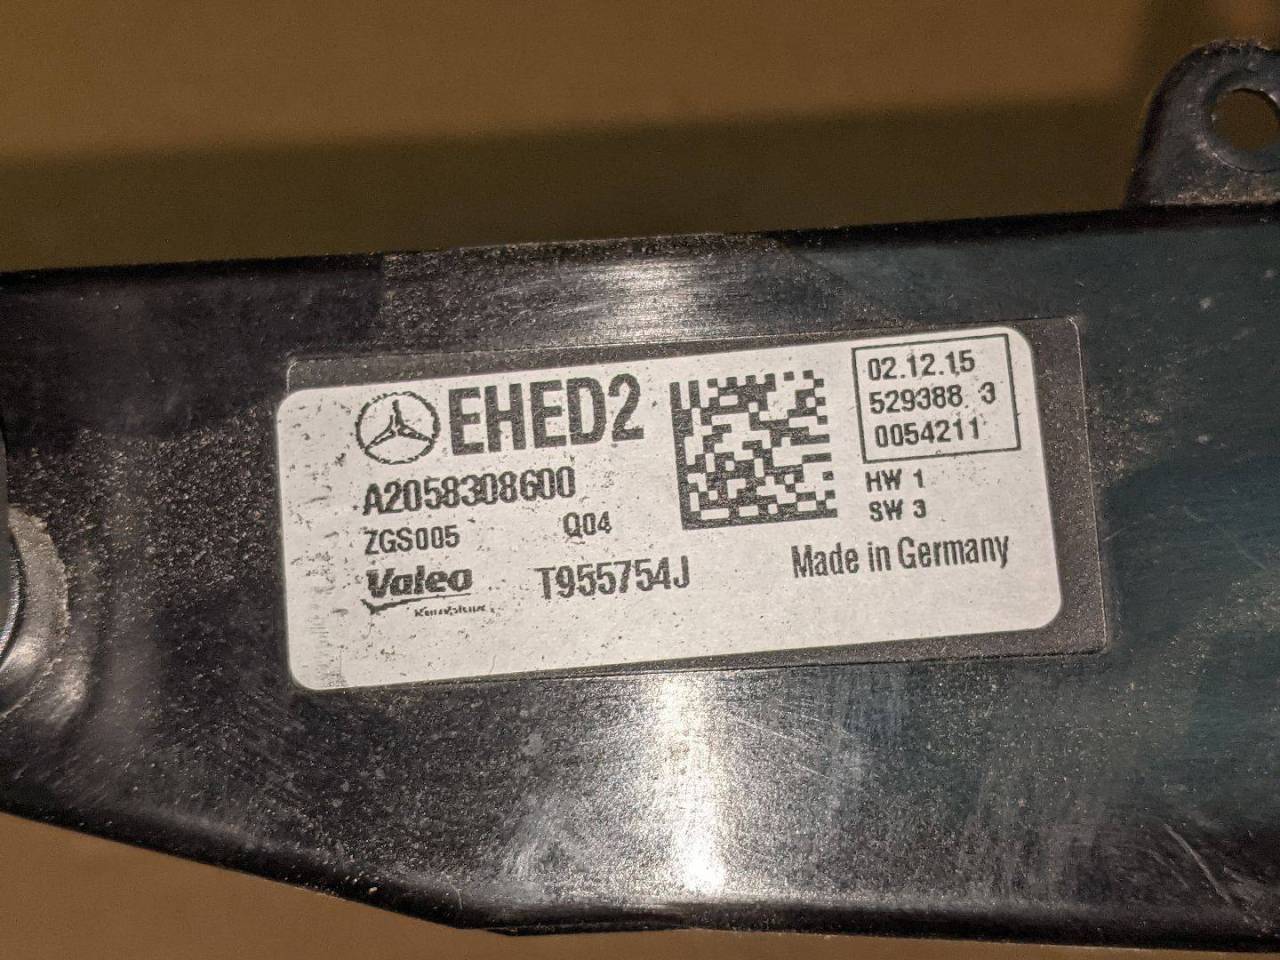 EHED2
A2058308600
ZGS005 Q04
Valeo T955754J
02.12.15
529388 3
0054211
HW 1
SW 3
Made in Germany